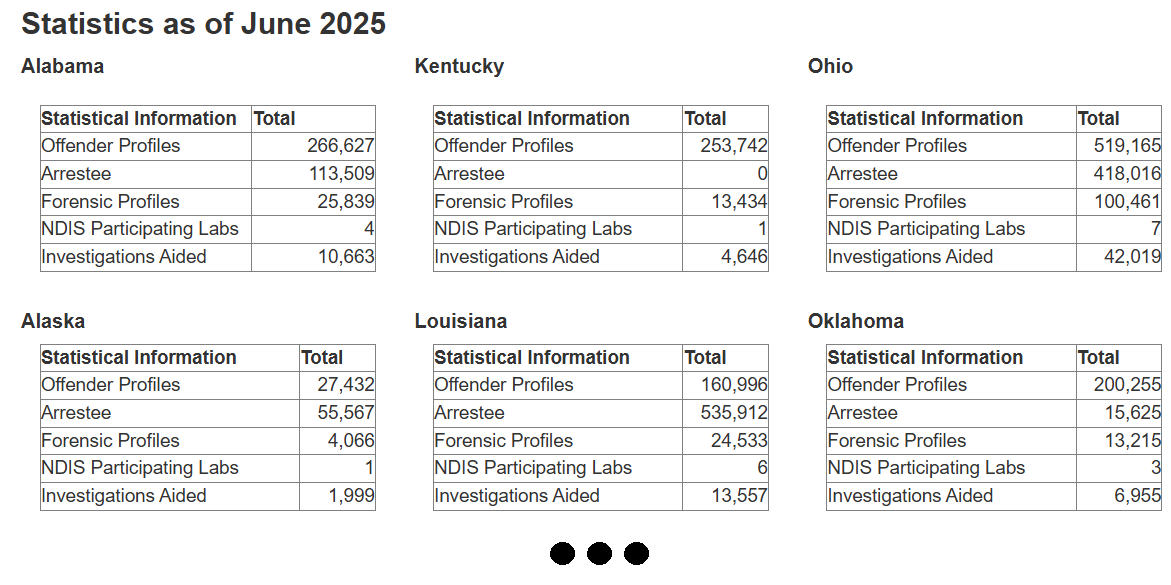 Statistics as of June 2025
Alabama
Statistical Information Total
Offender Profiles 266,627
Arrestee 113,509
Forensic Profiles 25,839
NDIS Participating Labs 4
Investigations Aided 10,663
Kentucky
Statistical Information Total
Offender Profiles 253,742
Arrestee 0
Forensic Profiles 13,434
NDIS Participating Labs 1
Investigations Aided 4,646
Ohio
Statistical Information Total
Offender Profiles 519,165
Arrestee 418,016
Forensic Profiles 100,461
NDIS Participating Labs 7
Investigations Aided 42,019
Alaska
Statistical Information Total
Offender Profiles 27,432
Arrestee 55,567
Forensic Profiles 4,066
NDIS Participating Labs 1
Investigations Aided 1,999
Louisiana
Statistical Information Total
Offender Profiles 160,996
Arrestee 535,912
Forensic Profiles 24,533
NDIS Participating Labs 6
Investigations Aided 13,557
Oklahoma
Statistical Information Total
Offender Profiles 200,255
Arrestee 15,625
Forensic Profiles 13,215
NDIS Participating Labs 3
Investigations Aided 6,955